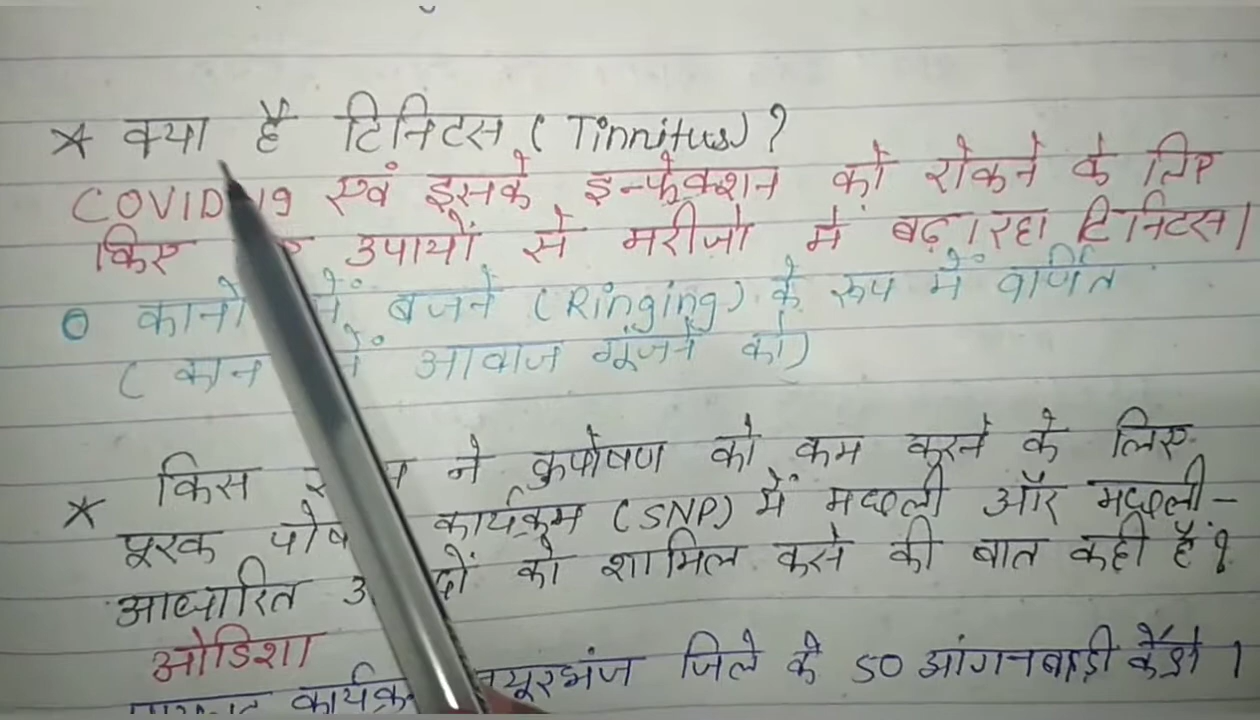 * क्या है टिनिटस ( Tinnitus) ?
COVID 19 एवं इसके इन्फेक्शन को रोकने के लिए
किए उपायों से मरीजो में बढ़ा रहा टिनिटस।
० कानो बजने (Ringing) के रूप में वर्णित
( कान आवाज गूंजने को)
* किस ने कुपोषण को कम करने के लिए
पूरक कार्यक्रम (SNP) में मछली और मछली-
आधारित को शामिल करने की बात कही है ?
ओडिशा
जिले के 50 आंगनबाड़ी केंद्रो ।